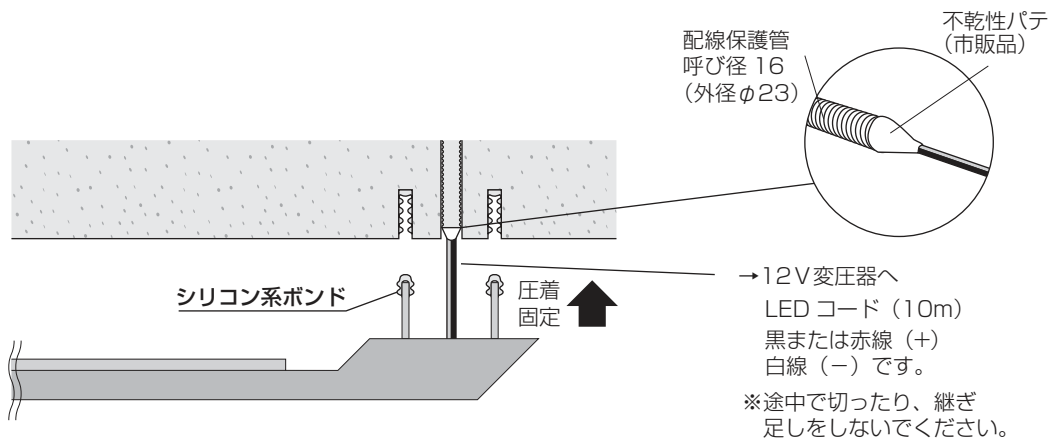 配線保護管
呼び径 16
（外径φ23）
不乾性パテ
（市販品）
シリコン系ボンド
圧着
固定
→12V変圧器へ
LED コード（10m）
黒または赤線（+）
白線（−）です。
※途中で切ったり、継ぎ
足しをしないでください。